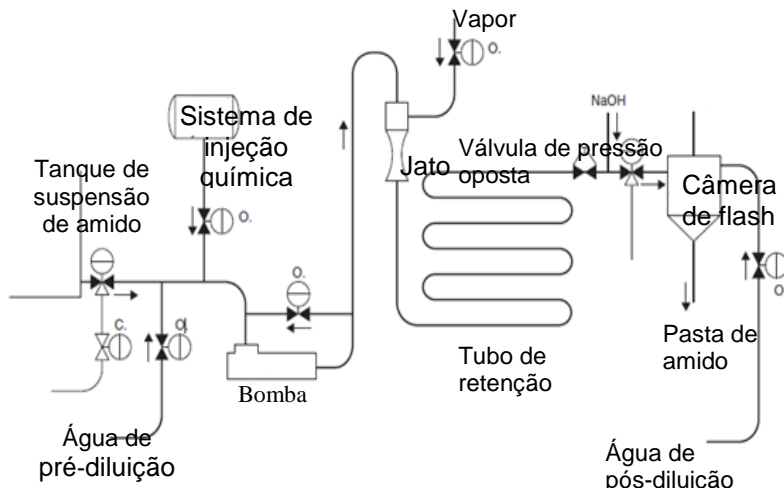 Vapor
O.
Sistema de
injeção
química
NaOH
Tanque de
suspensão
de amido
Jato
Válvula de pressão
oposta
Câmera
de flash
O.
O.
C.
O.
O
Bomba
Tubo de
retenção
Pasta de
amido
Água de
pré-diluição
Água de
pós-diluição